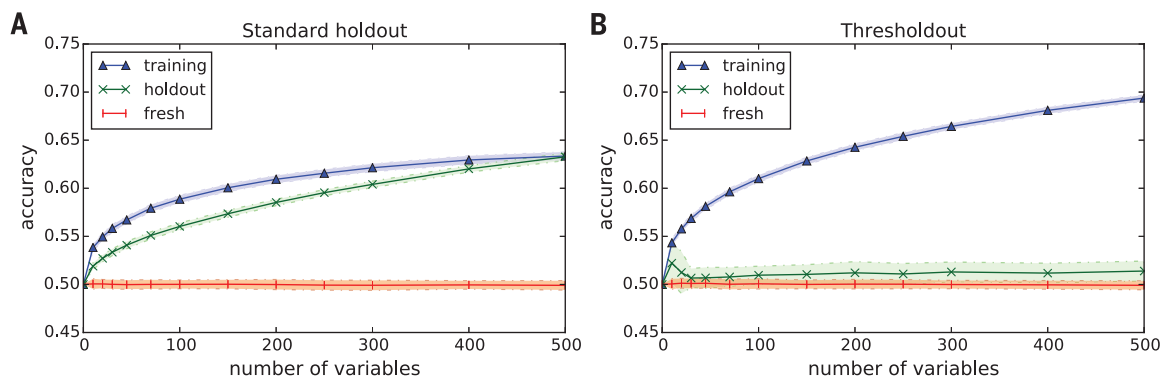 A
Standard holdout
0.75
0.70
0.65
0.60
0.55
0.50
0.45
accuracy
training
holdout
fresh
0 100 200 300 400 500
number of variables
B
Thresholdout
0.75
0.70
0.65
0.60
0.55
0.50
0.45
accuracy
training
holdout
fresh
0 100 200 300 400 500
number of variables